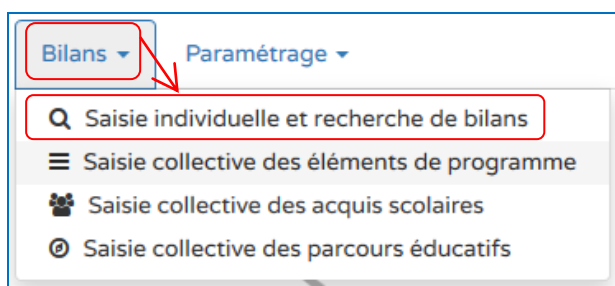 Bilans Paramétrage
Saisie individuelle et recherche de bilans
Saisie collective des éléments de programme
Saisie collective des acquis scolaires
Saisie collective des parcours éducatifs